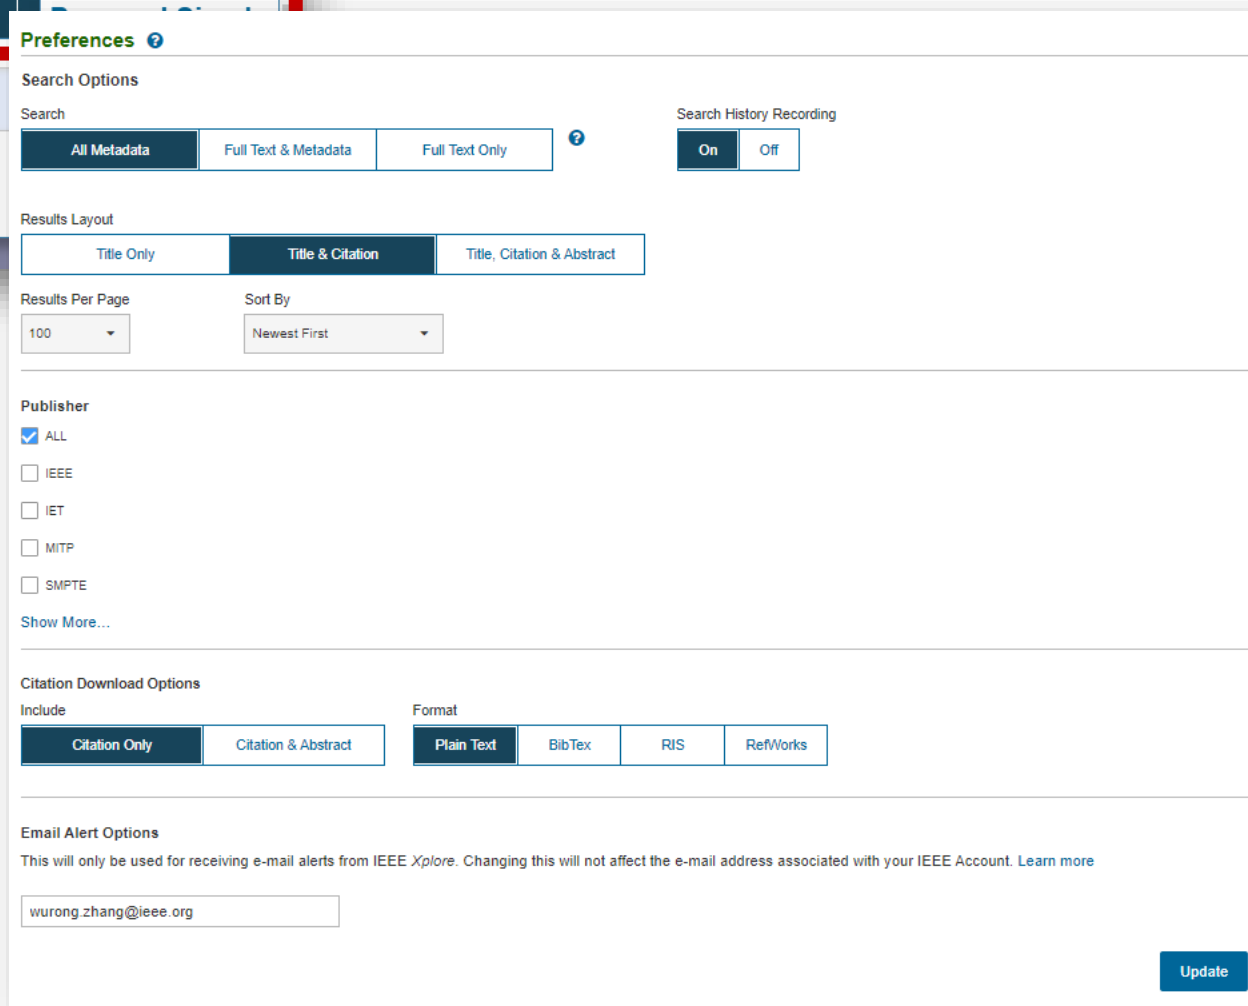 Preferences
Search Options
Search
Search History Recording
All Metadata Full Text & Metadata Full Text Only
On Off
Results Layout
Title Only Title & Citation Title, Citation & Abstract
Results Per Page Sort By
100 Newest First
Publisher
ALL
IEEE
IET
MITP
SMPTE
Show More...
Citation Download Options
Include Format
Citation Only Citation & Abstract Plain Text BibTex RIS RefWorks
Email Alert Options
This will only be used for receiving e-mail alerts from IEEE Xplore. Changing this will not affect the e-mail address associated with your IEEE Account. Learn more
wurong.zhang@ieee.org
Update